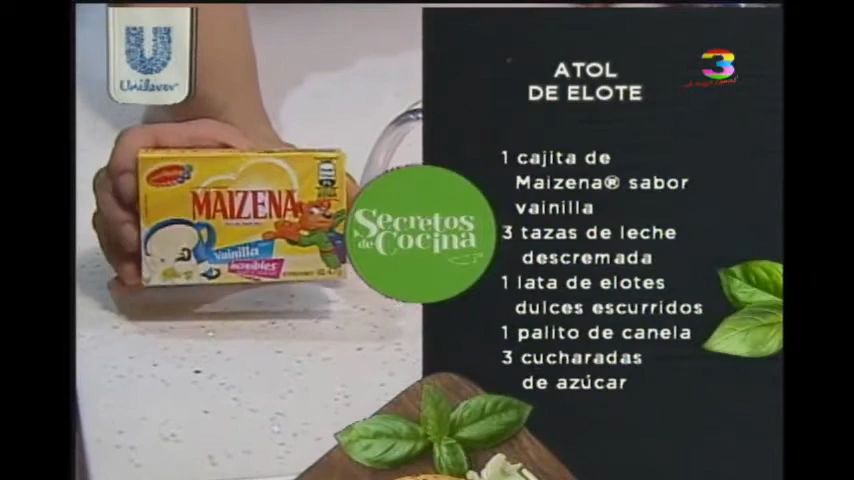 Unilever
3
ATOL
DE ELOTE
1 cajita de
Maizena® sabor
vainilla
3 tazas de leche
descremada
1 lata de elotes
dulces escurridos
1 palito de canela
3 cucharadas
de azúcar
Secretos
de Cocina
MAIZENA
Vainilla